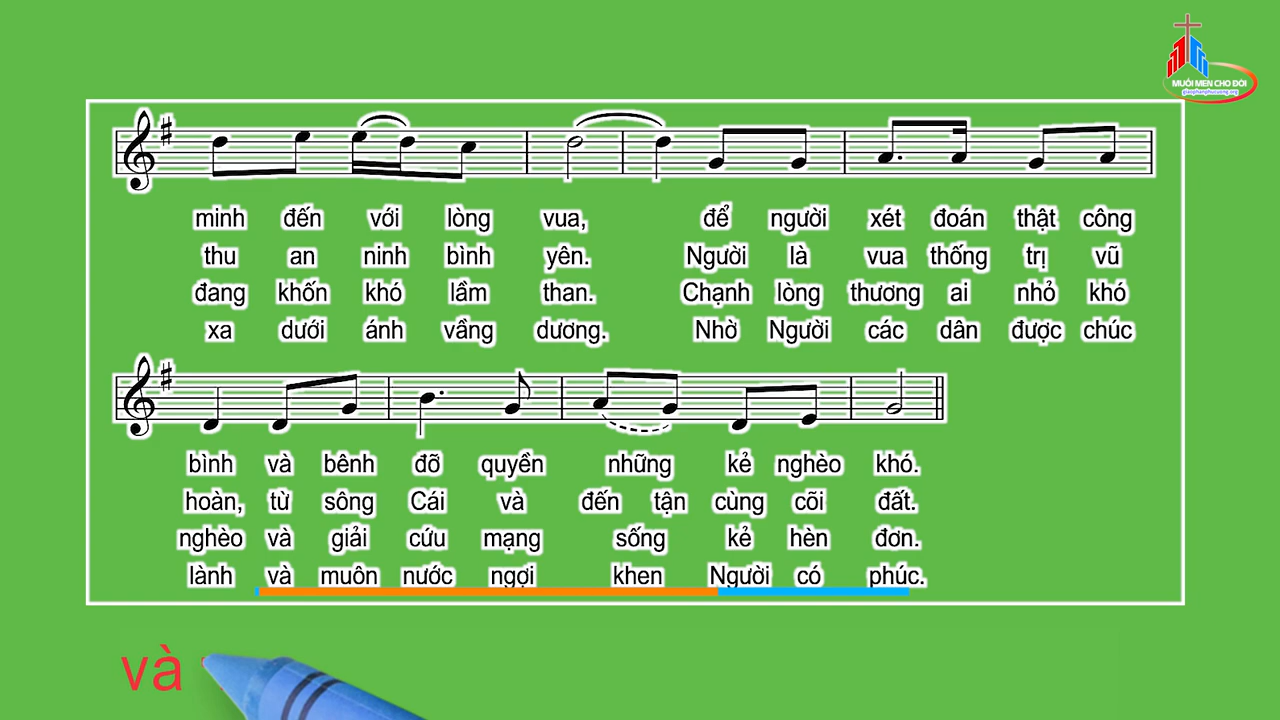 MUỐI MEN CHO ĐỜI
giaophanphucuong.org
minh đến với lòng vua, để người xét đoán thật công
thu an ninh bình yên. Người là vua thống trị vũ
đang khốn khó lầm than. Chạnh lòng thương ai nhỏ khó
xa dưới ánh vầng dương. Nhờ Người các dân được chúc
bình và bênh đỡ quyền những kẻ nghèo khó.
hoàn, từ sông Cái và đến tận cùng cõi đất.
nghèo và giải cứu mạng sống kẻ hèn đơn.
lành và muôn nước ngợi khen Người có phúc.
và